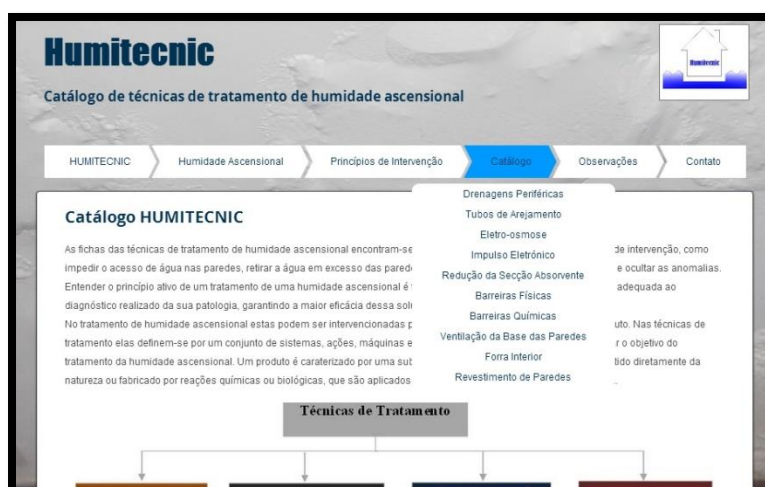 Humitecnic
Humitecnic
Catálogo de técnicas de tratamento de humidade ascensional
HUMITECNIC
Humidade Ascensional
Princípios de Intervenção
Catálogo
Observações
Contato
Drenagens Periféricas
Tubos de Arejamento
Eletro-osmose
Impulso Eletrónico
Redução da Secção Absorvente
Barreiras Físicas
Barreiras Químicas
Ventilação da Base das Paredes
Forra Interior
Revestimento de Paredes
Catálogo HUMITECNIC
As fichas das técnicas de tratamento de humidade ascensional encontram-se de intervenção, como
impedir o acesso de água nas paredes, retirar a água em excesso das e ocultar as anomalias.
Entender o princípio ativo de um tratamento de uma humidade ascensional é adequada ao
diagnóstico realizado da sua patologia, garantindo a maior eficácia dessa
No tratamento de humidade ascensional estas podem ser intervencionadas uto. Nas técnicas de
tratamento elas definem-se por um conjunto de sistemas, ações, máquinas e r o objetivo do
tratamento da humidade ascensional. Um produto é caraterizado por uma tido diretamente da
natureza ou fabricado por reações químicas ou biológicas, que são aplicados
Técnicas de Tratamento